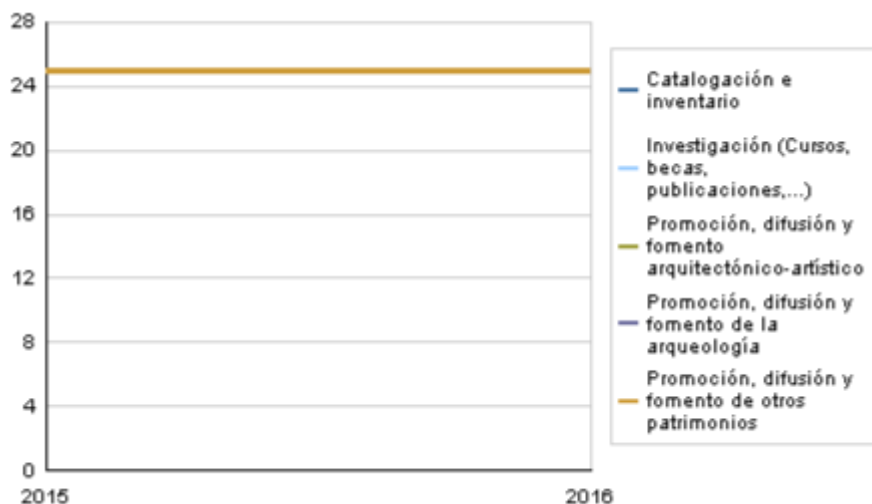 28
24
20
16
12
8
4
0
2015
2016
Catalogación e
inventario
Investigación (Cursos,
becas,
publicaciones,...)
Promoción, difusión y
fomento
arquitectónico-artístico
Promoción, difusión y
fomento de la
arqueología
Promoción, difusión y
fomento de otros
patrimonios